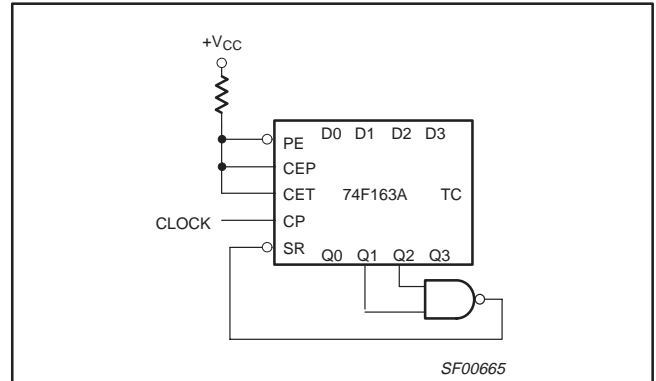 +VCC
D0 D1 D2 D3
PE
CEP
CET 74F163A TC
CLOCK CP
SR
Q0 Q1 Q2 Q3
SF00665